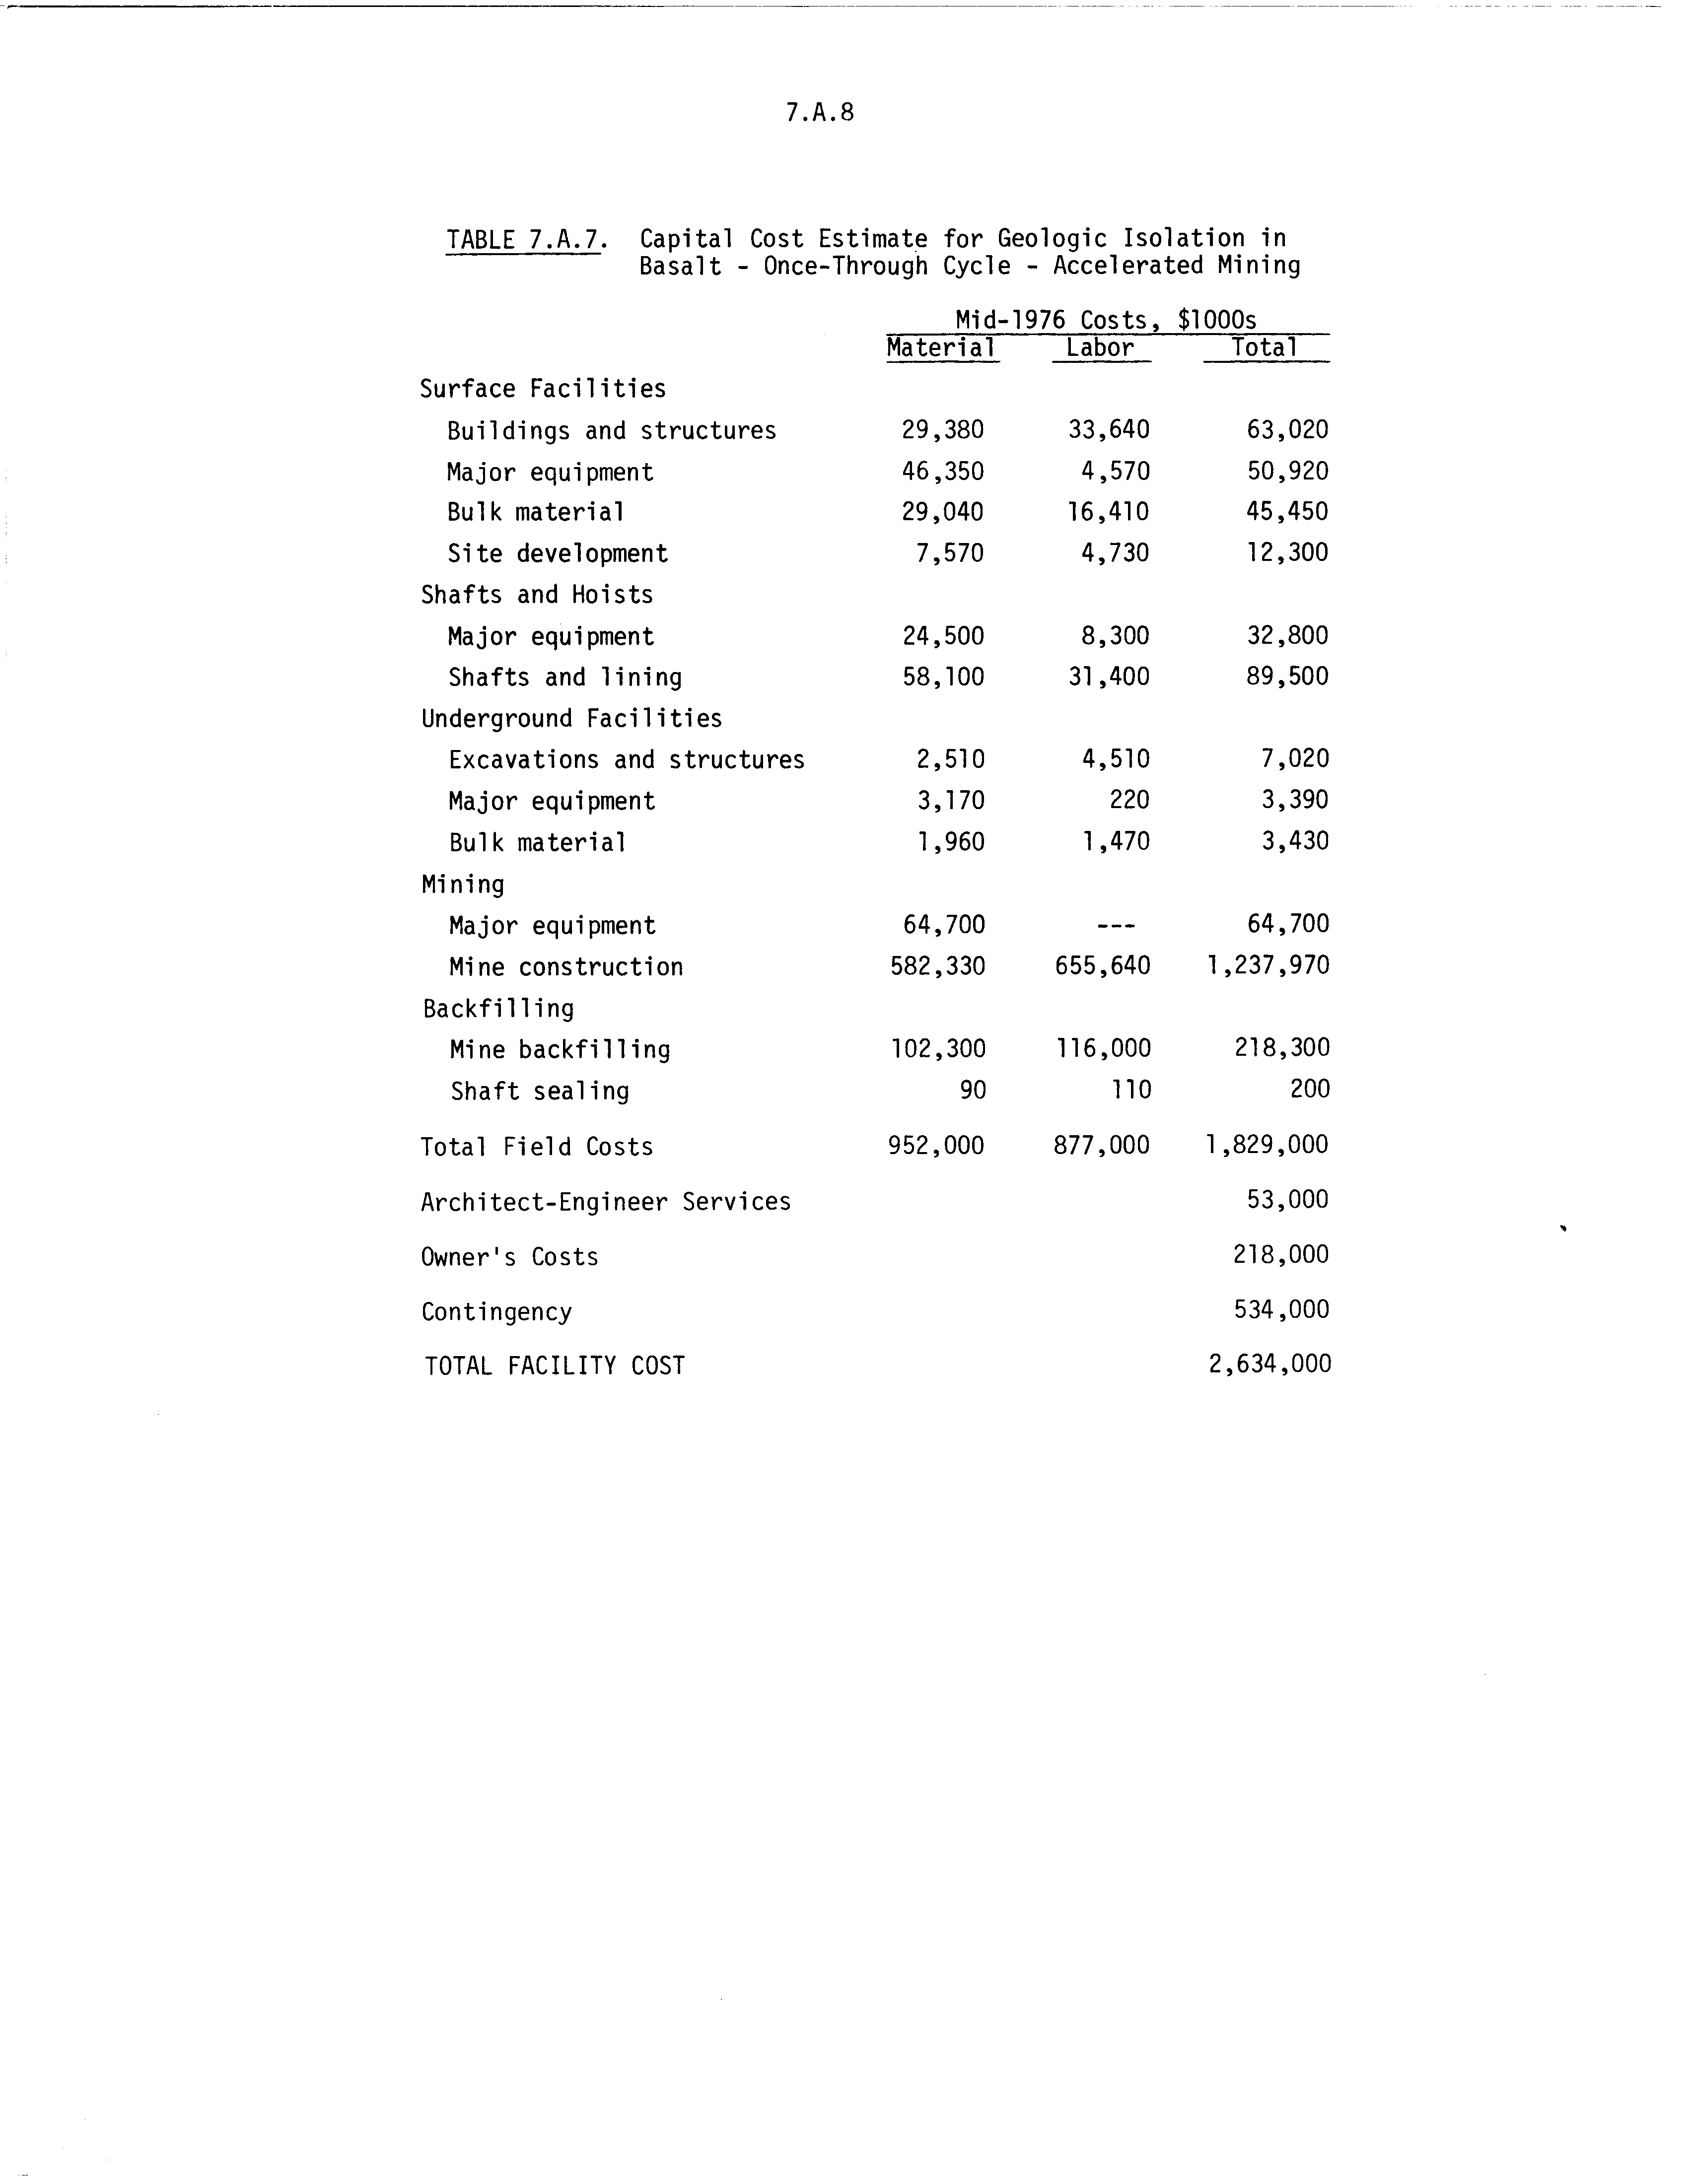 7.A.8
TABLE 7.A.7. Capital Cost Estimate for Geologic Isolation in
Basalt - Once-Through Cycle - Accelerated Mining
Mid-1976 Costs, $1000s
Material Labor Total
Surface Facilities
Buildings and structures 29,380 33,640 63,020
Major equipment 46,350 4,570 50,920
Bulk material 29,040 16,410 45,450
Site development 7,570 4,730 12,300
Shafts and Hoists
Major equipment 24,500 8,300 32,800
Shafts and lining 58,100 31,400 89,500
Underground Facilities
Excavations and structures 2,510 4,510 7,020
Major equipment 3,170 220 3,390
Bulk material 1,960 1,470 3,430
Mining
Major equipment 64,700 --- 64,700
Mine construction 582,330 655,640 1,237,970
Backfilling
Mine backfilling 102,300 116,000 218,300
Shaft sealing 90 110 200
Total Field Costs 952,000 877,000 1,829,000
Architect-Engineer Services 53,000
Owner's Costs 218,000
Contingency 534,000
TOTAL FACILITY COST 2,634,000